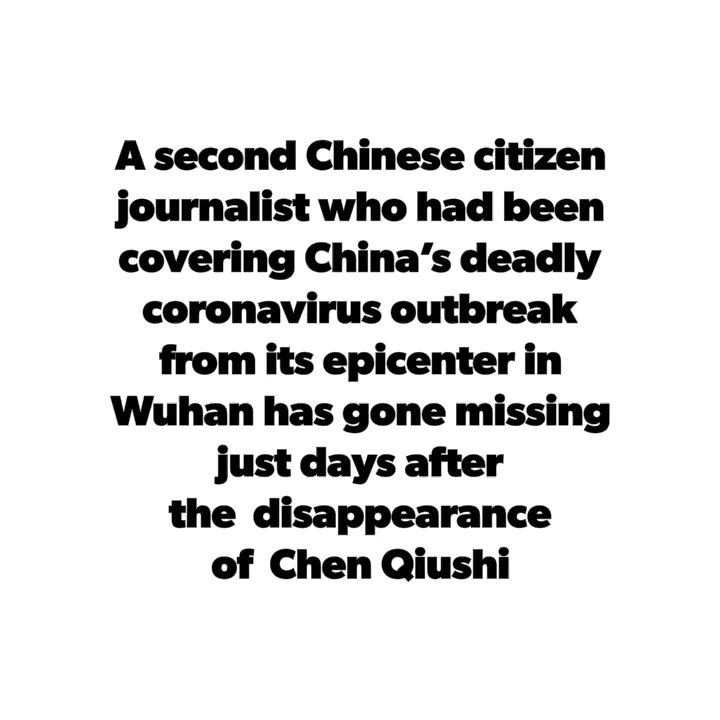 A second Chinese citizen
journalist who had been
covering China’s deadly
coronavirus outbreak
from its epicenter in
Wuhan has gone missing
just days after
the  disappearance
of  Chen Qiushi